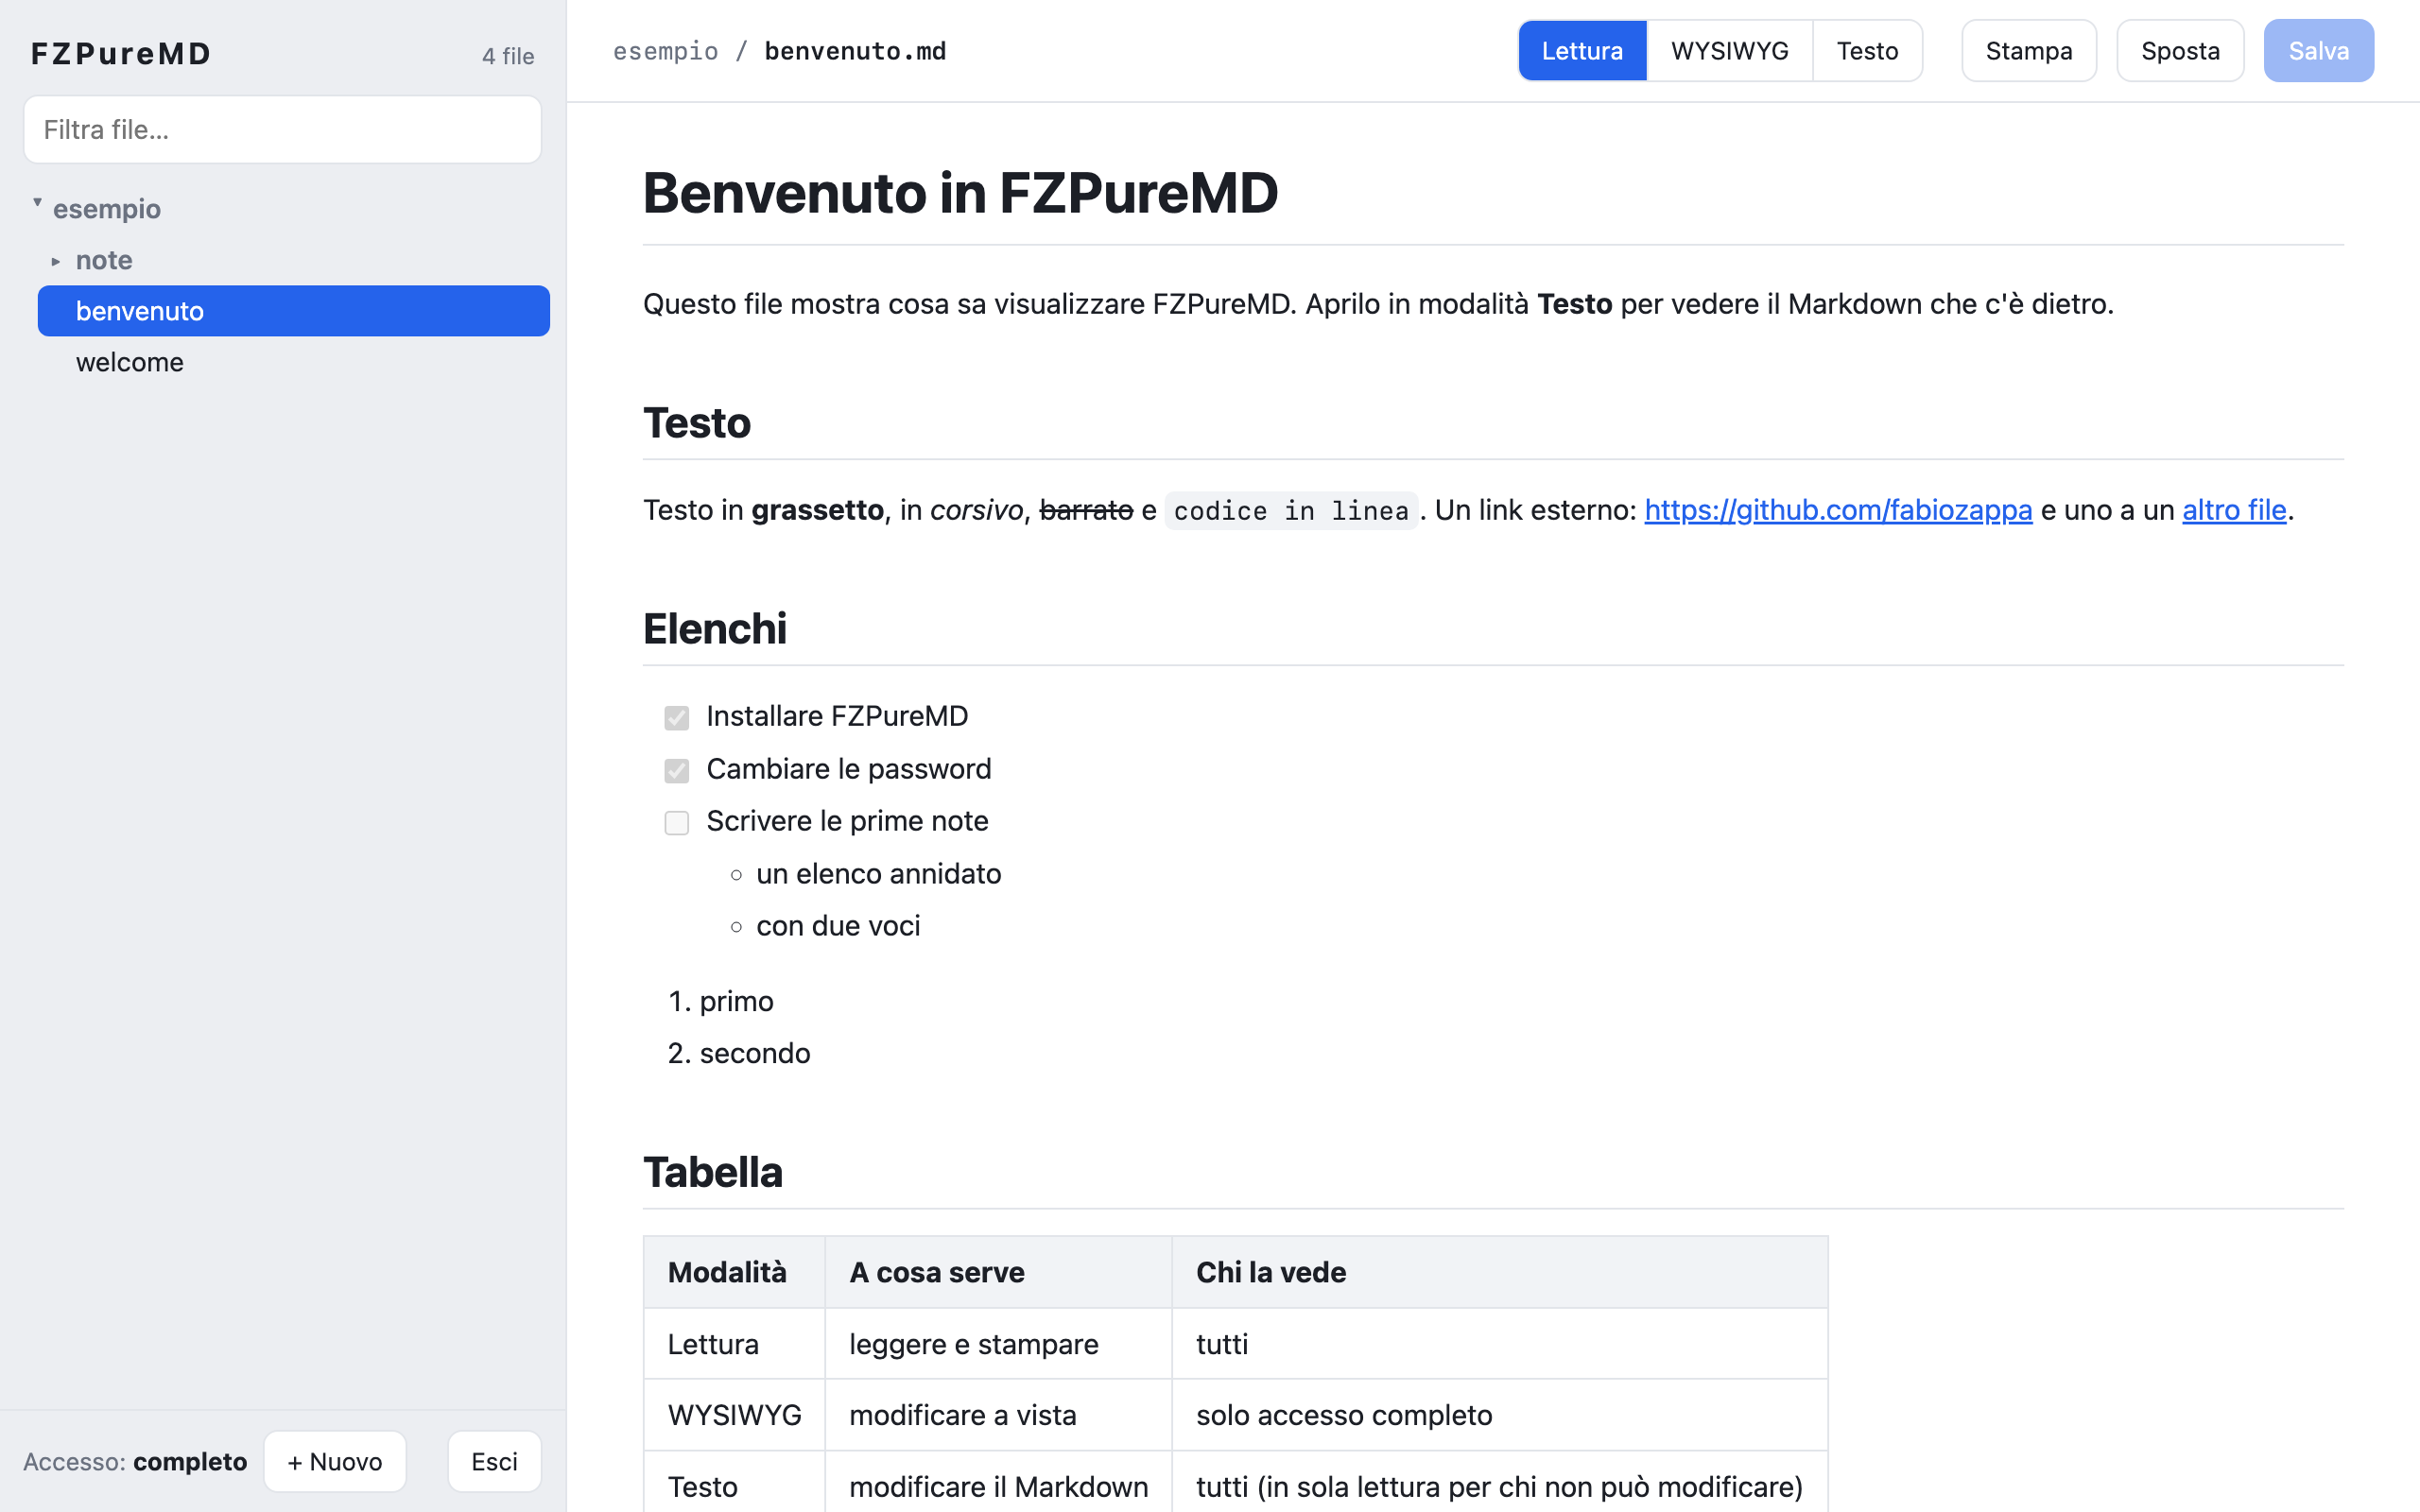 FZPureMD
4 file
Filtra file...
esempio
note
benvenuto
welcome
Accesso: completo
+ Nuovo
Esci
esempio / benvenuto.md
Lettura
WYSIWYG
Testo
Stampa
Sposta
Salva
Benvenuto in FZPureMD
Questo file mostra cosa sa visualizzare FZPureMD. Aprilo in modalità Testo per vedere il Markdown che c'è dietro.
Testo
Testo in grassetto, in corsivo, barrato e codice in linea. Un link esterno: https://github.com/fabiozappa e uno a un altro file.
Elenchi
Installare FZPureMD
Cambiare le password
Scrivere le prime note
un elenco annidato
con due voci
1. primo
2. secondo
Tabella
Modalità A cosa serve Chi la vede
Lettura leggere e stampare tutti
WYSIWYG modificare a vista solo accesso completo
Testo modificare il Markdown tutti (in sola lettura per chi non può modificare)